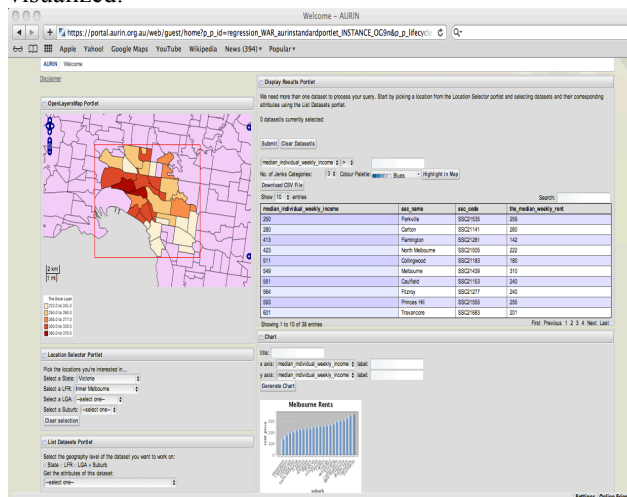 visualized.
Welcome – AURIN
https://portal.aurin.org.au/web/guest/home?p_p_id=regression_WAR_aurinstandardportlet_INSTANCE_OG9n&p_p_lifecycle
Apple Yahoo! Google Maps YouTube Wikipedia News (394) Popular
AURIN Welcome
Disclaimer
OpenLayersMap Portlet
2 km
1 mi
The Base Layer
Location Selector Portlet
Pick the locations you're interested in...
Select a State: Victoria
Select a LFR: Inner Melbourne
Select a LGA: --select one--
Select a Suburb: --select one--
Clear selection
List Datasets Portlet
Select the geography level of the dataset you want to work on:
State LFR LGA Suburb
Get the attributes of this dataset:
--select one--
Display Results Portlet
We need more than one dataset to process your query. Start by picking a location from the Location Selector portlet and selecting datasets and their corresponding
attributes using the List Datasets portlet.
0 datasets currently selected:
Submit Clear Datasets
median_individual_weekly_income >
No. of Jenks Categories: 3 Colour Palette: Blues Highlight in Map
Download CSV File
Show 10 entries Search:
median_individual_weekly_income ssc_name ssc_code the_median_weekly_rent
250 Parkville SSC21535 259
280 Carlton SSC21141 260
413 Flemington SSC21281 142
423 North Melbourne SSC21505 222
511 Collingwood SSC21183 180
549 Melbourne SSC21439 310
551 Caulfield SSC21153 240
564 Fitzroy SSC21277 240
593 Princes Hill SSC21555 255
601 Travancore SSC21683 201
Showing 1 to 10 of 38 entries First Previous 1 2 3 4 Next Last
Chart
title:
x axis: median_individual_weekly_income label:
y axis: median_individual_weekly_income label:
Generate Chart
Melbourne Rents
suburb